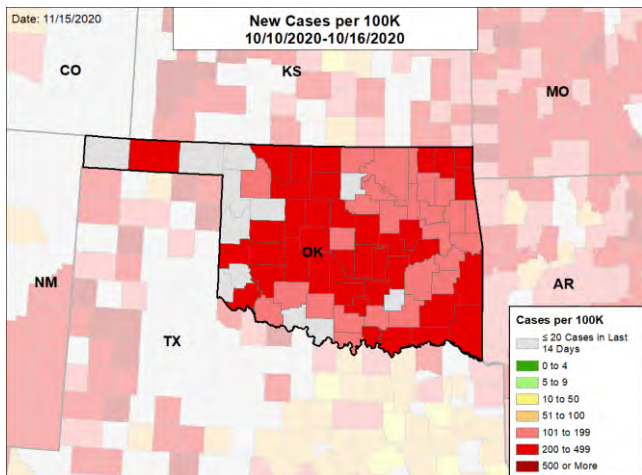 Date: 11/15/2020
New Cases per 100K
10/10/2020-10/16/2020
CO
KS
MO
OK
NM
TX
AR
Cases per 100K
≤ 20 Cases in Last
14 Days
0 to 4
5 to 9
10 to 50
51 to 100
101 to 199
200 to 499
500 or More